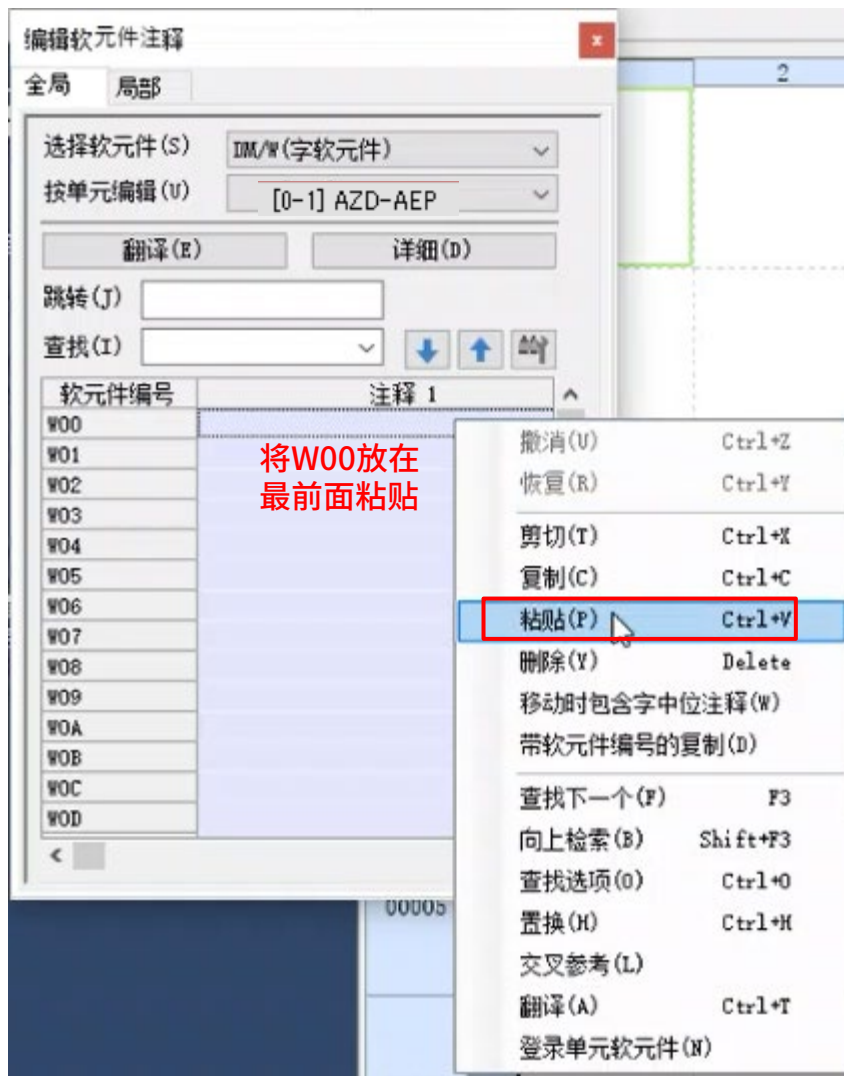 编辑软元件注释
x
2
全局 局部
选择软元件(S) DM/W(字软元件)
按单元编辑(U) [0-1] AZD-AEP
翻译(E) 详细(D)
跳转(J)
查找(I)
软元件编号 注释 1
W00
W01
W02
W03
W04
W05
W06
W07
W08
W09
W0A
W0B
W0C
W0D
将W00放在
最前面粘贴
撤消(U) Ctrl+Z
恢复(R) Ctrl+Y
剪切(T) Ctrl+X
复制(C) Ctrl+C
粘贴(P) Ctrl+V
删除(Y) Delete
移动时包含字中位注释(W)
带软元件编号的复制(D)
查找下一个(F) F3
向上检索(B) Shift+F3
查找选项(O) Ctrl+O
置换(H) Ctrl+H
交叉参考(L)
翻译(A) Ctrl+T
登录单元软元件(N)
00005